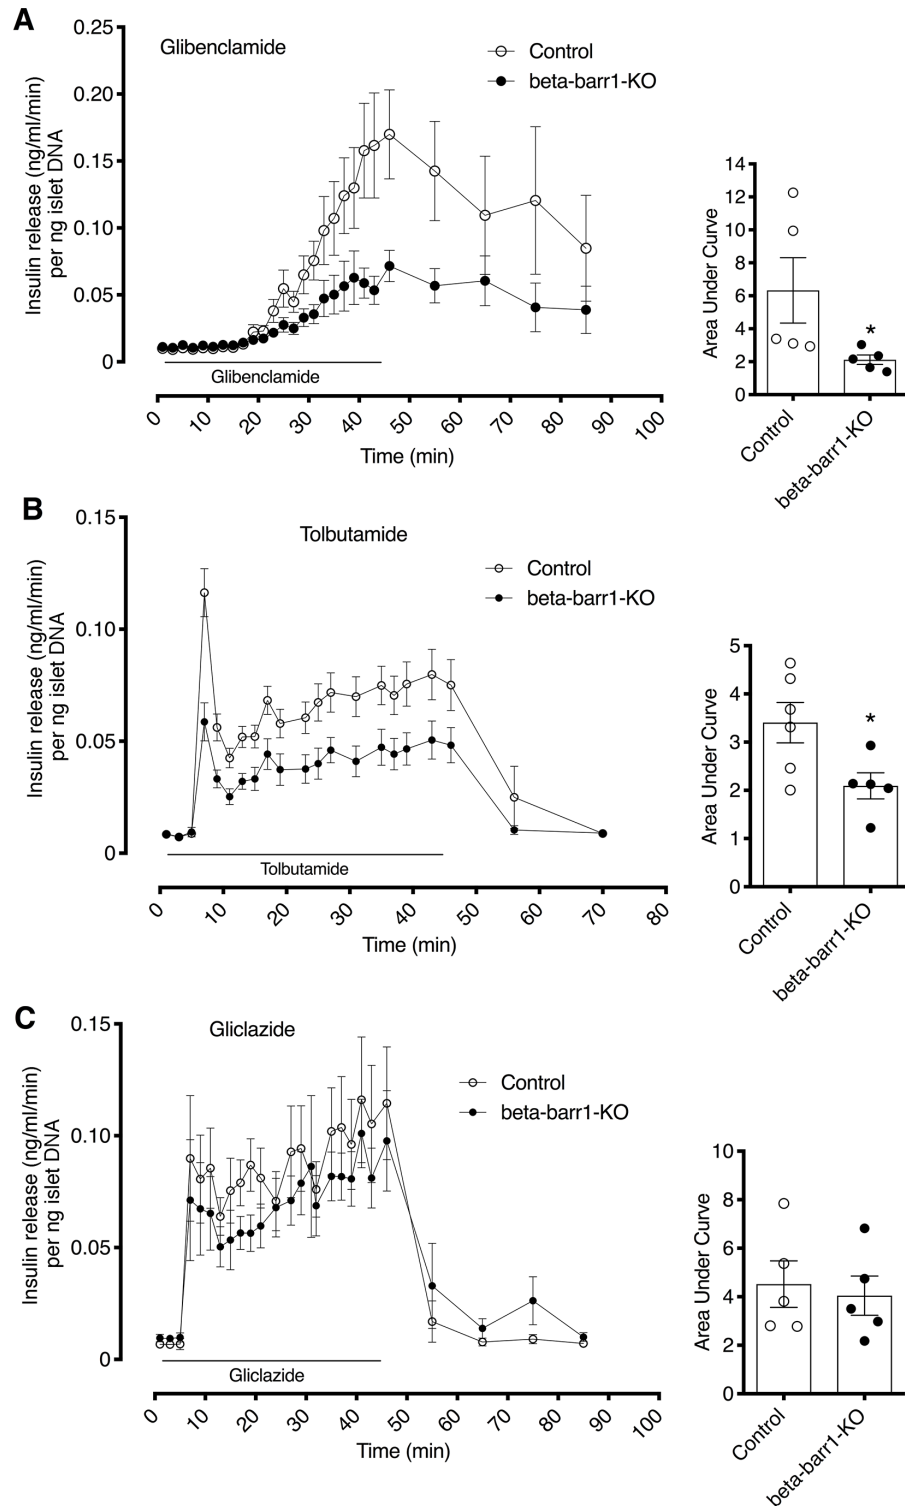 A
Glibenclamide
Control
beta-barr1-KO
Insulin release (ng/ml/min)
per ng islet DNA
0.25
0.20
0.15
0.10
0.05
0
Glibenclamide
0 10 20 30 40 50 60 70 80 90 100
Time (min)
Area Under Curve
14
12
10
8
6
4
2
0
*
Control
beta-barr1-KO
B
Tolbutamide
Control
beta-barr1-KO
Insulin release (ng/ml/min)
per ng islet DNA
0.15
0.10
0.05
0
Tolbutamide
0 10 20 30 40 50 60 70 80
Time (min)
Area Under Curve
5
4
3
2
1
0
*
Control
beta-barr1-KO
C
Gliclazide
Control
beta-barr1-KO
Insulin release (ng/ml/min)
per ng islet DNA
0.15
0.10
0.05
0
Gliclazide
0 10 20 30 40 50 60 70 80 90 100
Time (min)
Area Under Curve
10
8
6
4
2
0
Control
beta-barr1-KO